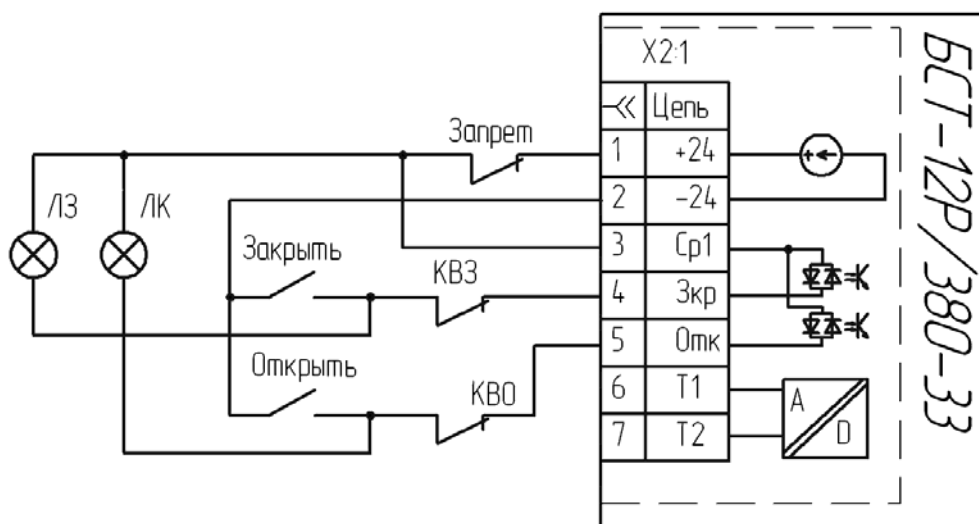 X2:1
Цепь
Запрет
1 +24
2 -24
ЛЗ
ЛК
3 Ср1
Закрыть
КВЗ
4 Зкр
5 Отк
Открыть
КВО
6 Т1
7 Т2
A
D
БСТ-12Р/380-33